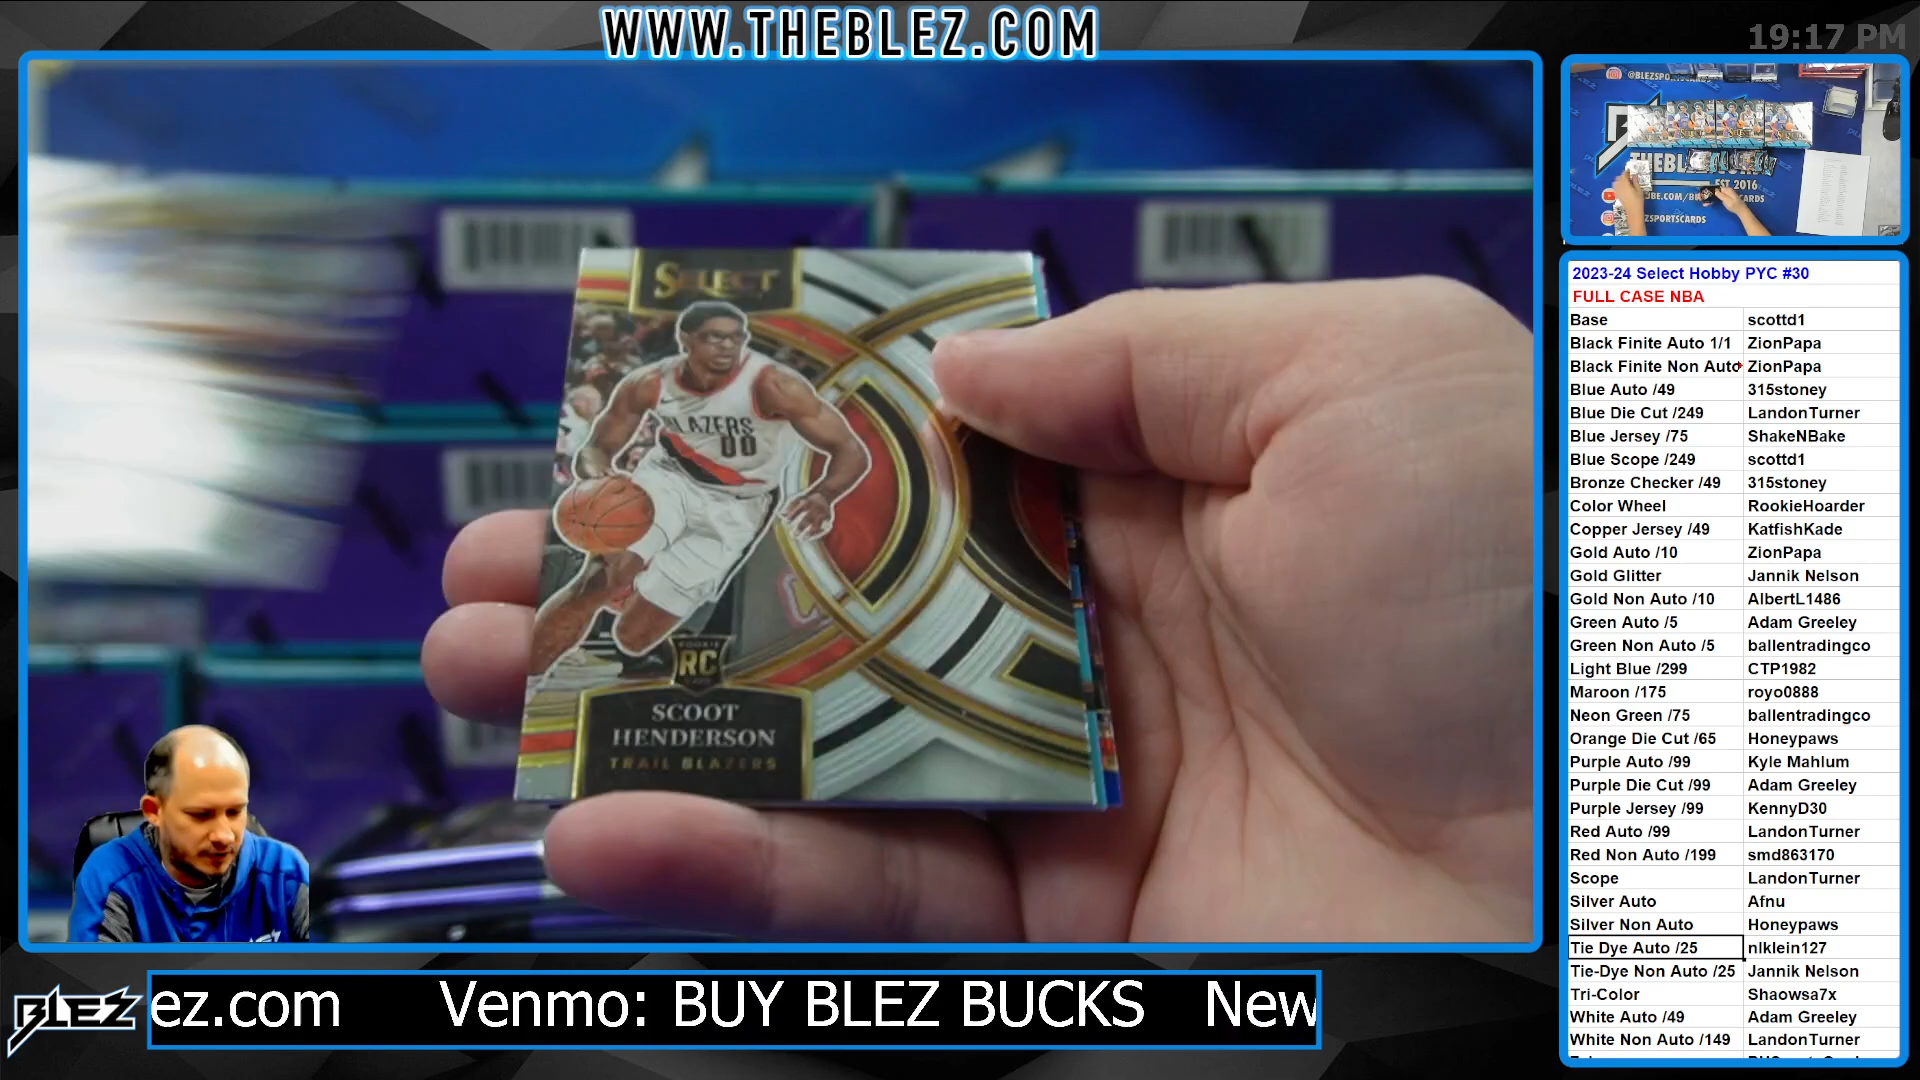 WWW.THEBLEZ.COM
19:17 PM
@BLEZSPO
SELECT
BLAZERS
00
ROOKIE
RC
SCOOT
HENDERSON
TRAIL BLAZERS
EST 2016
ZSPORTSCARDS
2023-24 Select Hobby PYC #30
FULL CASE NBA
Base scottd1
Black Finite Auto 1/1 ZionPapa
Black Finite Non Auto ZionPapa
Blue Auto /49 315stoney
Blue Die Cut /249 LandonTurner
Blue Jersey /75 ShakeNBake
Blue Scope /249 scottd1
Bronze Checker /49 315stoney
Color Wheel RookieHoarder
Copper Jersey /49 KatfishKade
Gold Auto /10 ZionPapa
Gold Glitter Jannik Nelson
Gold Non Auto /10 AlbertL1486
Green Auto /5 Adam Greeley
Green Non Auto /5 ballentradingco
Light Blue /299 CTP1982
Maroon /175 royo0888
Neon Green /75 ballentradingco
Orange Die Cut /65 Honeypaws
Purple Auto /99 Kyle Mahlum
Purple Die Cut /99 Adam Greeley
Purple Jersey /99 KennyD30
Red Auto /99 LandonTurner
Red Non Auto /199 smd863170
Scope LandonTurner
Silver Auto Afnu
Silver Non Auto Honeypaws
Tie Dye Auto /25 nlklein127
Tie-Dye Non Auto /25 Jannik Nelson
Tri-Color Shaowsa7x
White Auto /49 Adam Greeley
White Non Auto /149 LandonTurner
BLEZ
ez.com Venmo: BUY BLEZ BUCKS New